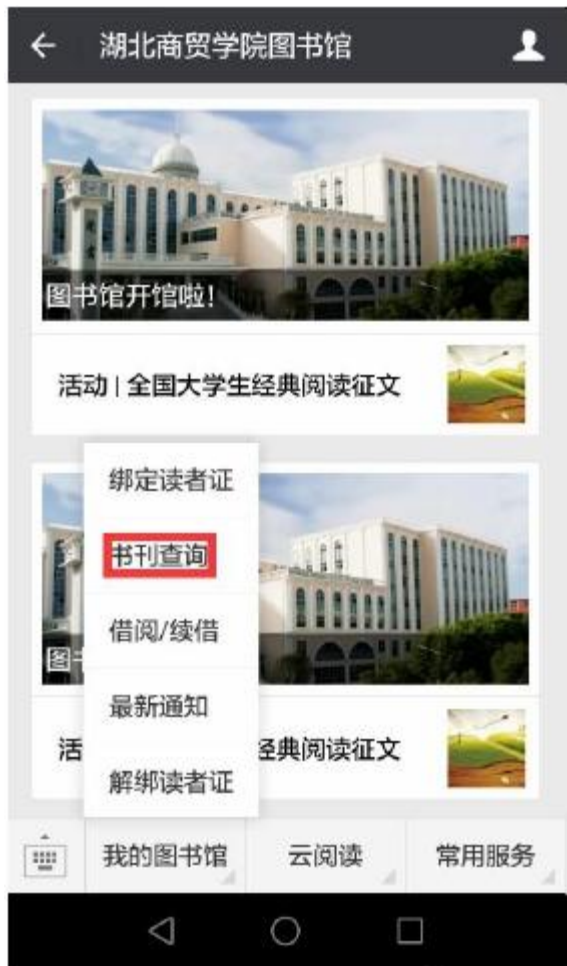 湖北商贸学院图书馆
图书馆开馆啦!
活动 | 全国大学生经典阅读征文
绑定读者证
书刊查询
借阅/续借
图书
最新通知
活
经典阅读征文
解绑读者证
我的图书馆
云阅读
常用服务